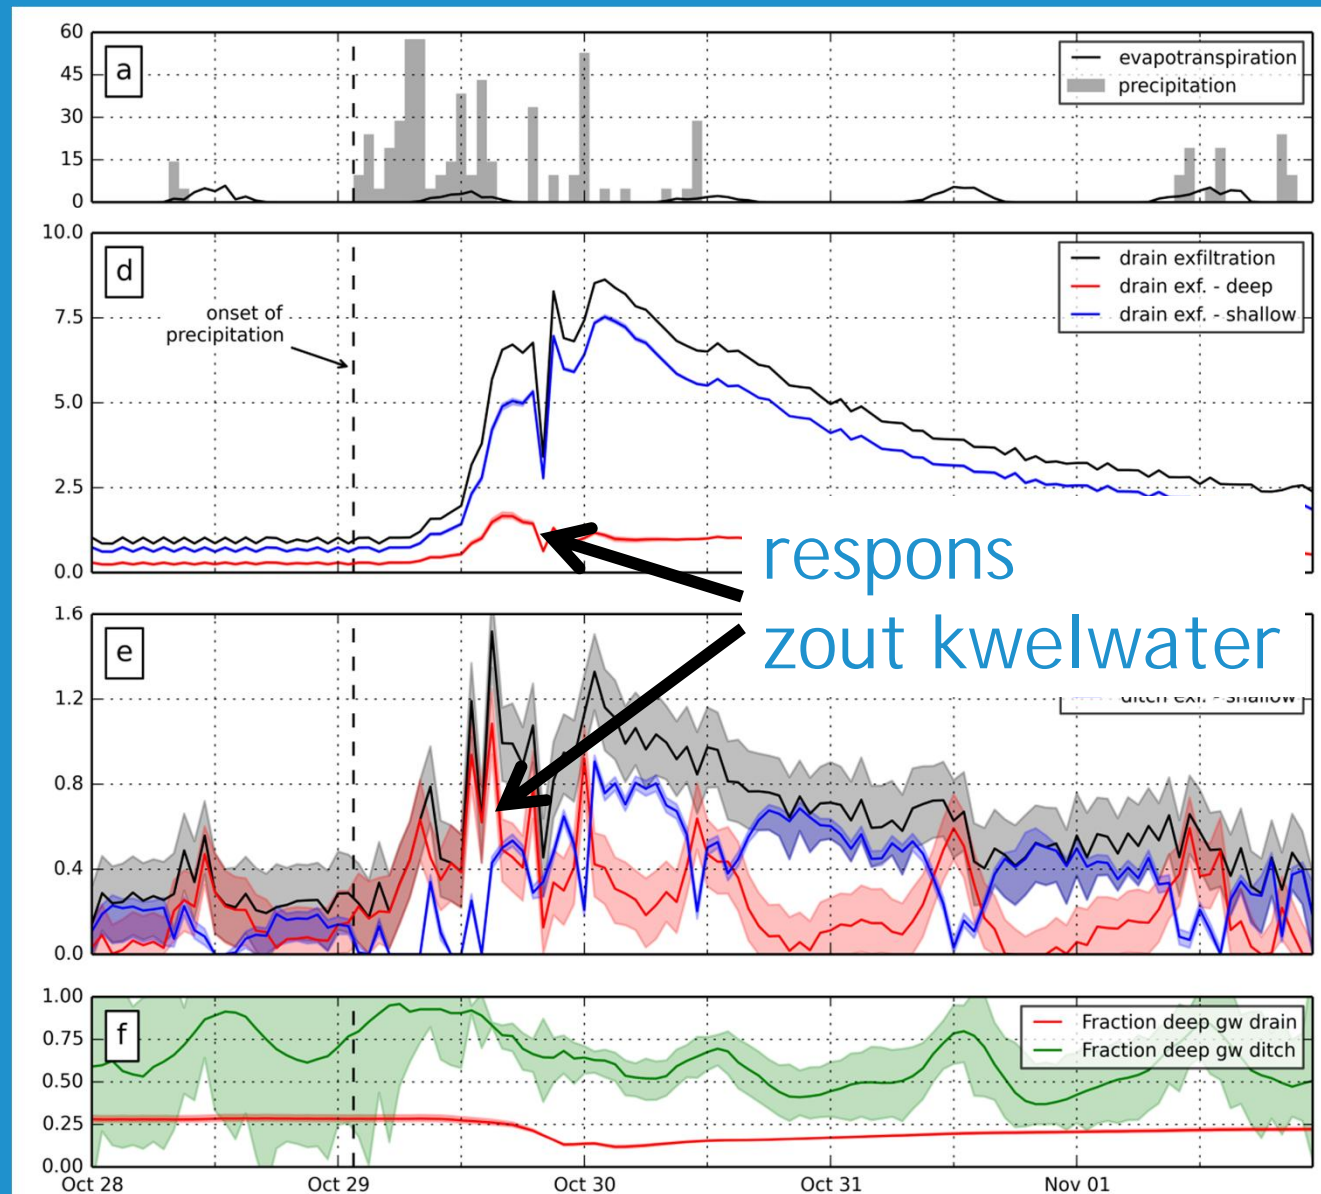 60
45
30
15
0
a
evapotranspiration
precipitation
10.0
7.5
5.0
2.5
0.0
d
onset of
precipitation
drain exfiltration
drain exf. - deep
drain exf. - shallow
respons
zout kwelwater
1.6
1.2
0.8
0.4
0.0
e
ditch exf. - shallow
1.00
0.75
0.50
0.25
0.00
f
Fraction deep gw drain
Fraction deep gw ditch
Oct 28
Oct 29
Oct 30
Oct 31
Nov 01